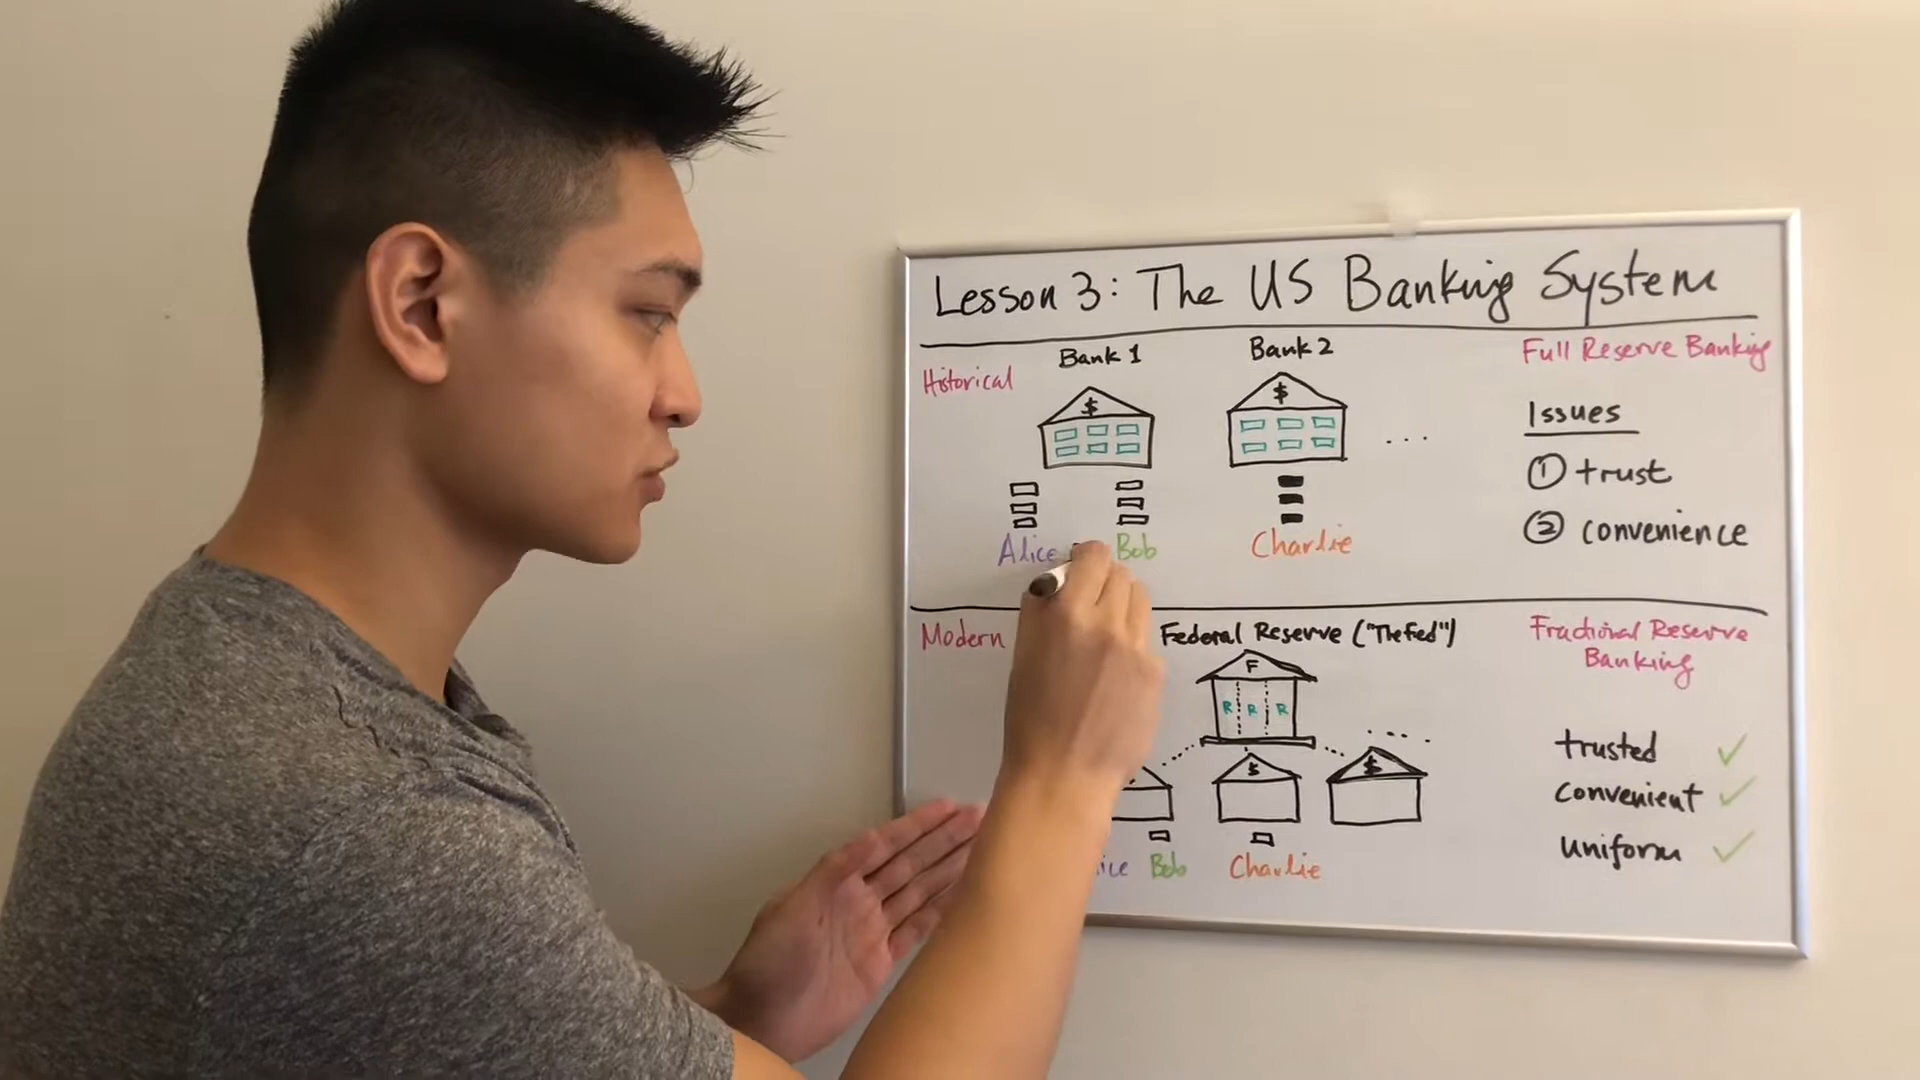 Lesson 3: The US Banking System
Historical
Bank 1
Bank 2
Full Reserve Banking
$
$
...
Issues
① trust
② convenience
Alice
Bob
Charlie
Modern
Federal Reserve ("The Fed")
Fractional Reserve
Banking
F
R R R
$
$
trusted ✓
convenient ✓
uniform ✓
Bob
Charlie